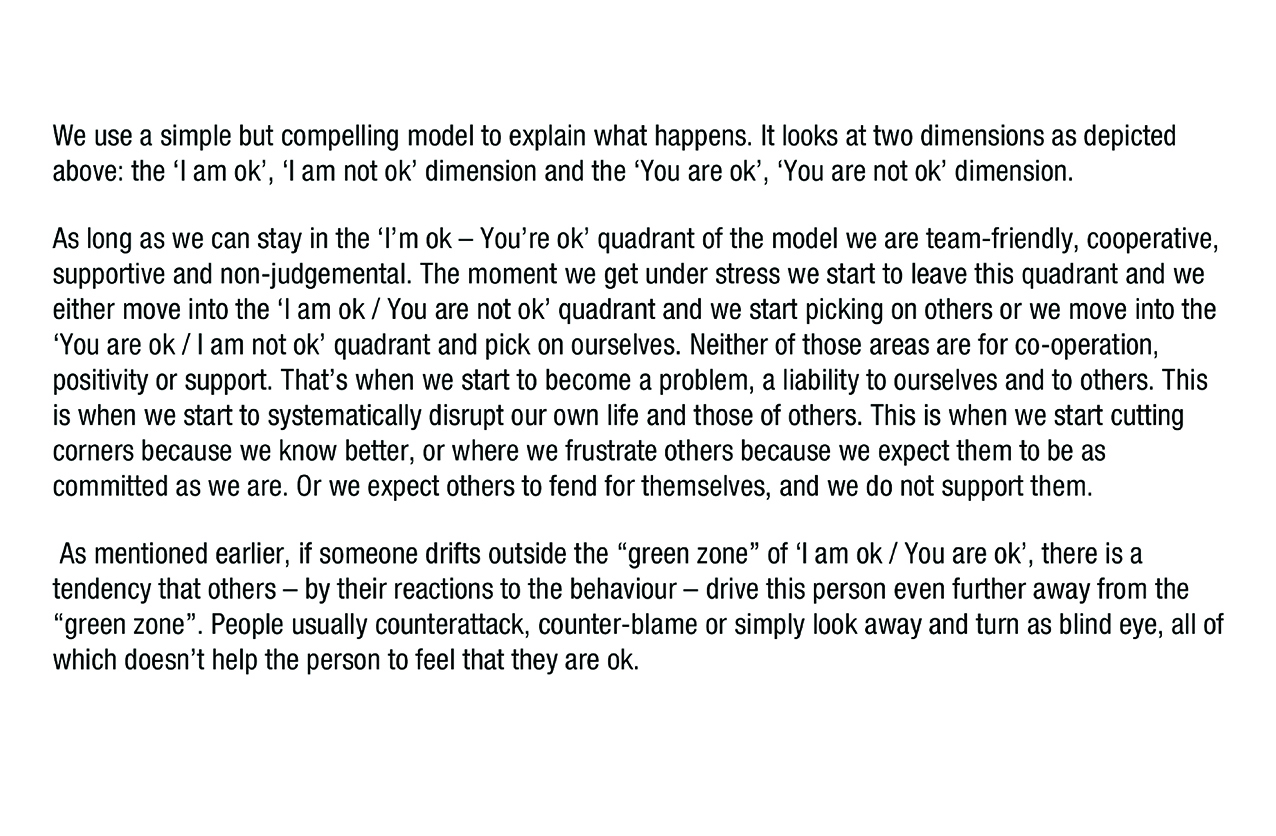 We use a simple but compelling model to explain what happens. It looks at two dimensions as depicted
above: the ‘I am ok’, ‘I am not ok’ dimension and the ‘You are ok’, ‘You are not ok’ dimension.
As long as we can stay in the ‘I’m ok – You’re ok’ quadrant of the model we are team-friendly, cooperative,
supportive and non-judgemental. The moment we get under stress we start to leave this quadrant and we
either move into the ‘I am ok / You are not ok’ quadrant and we start picking on others or we move into the
‘You are ok / I am not ok’ quadrant and pick on ourselves. Neither of those areas are for co-operation,
positivity or support. That’s when we start to become a problem, a liability to ourselves and to others. This
is when we start to systematically disrupt our own life and those of others. This is when we start cutting
corners because we know better, or where we frustrate others because we expect them to be as
committed as we are. Or we expect others to fend for themselves, and we do not support them.
As mentioned earlier, if someone drifts outside the “green zone” of ‘I am ok / You are ok’, there is a
tendency that others – by their reactions to the behaviour – drive this person even further away from the
“green zone”. People usually counterattack, counter-blame or simply look away and turn as blind eye, all of
which doesn’t help the person to feel that they are ok.